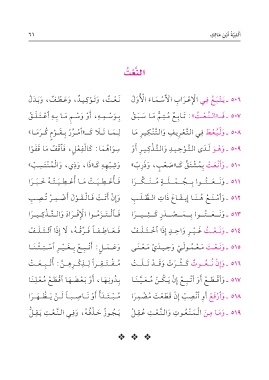 أَلْفِيَّةُ ابْنِ مَالِكٍ ٦١
النَّعْتُ
٥٠٦ ـ يَتْبَعُ فِي الإِعْرَابِ الأَسْمَاءَ الأُوَلْ نَعْتٌ، وَتَوْكِيدٌ، وَعَطْفٌ، وَبَدَلْ
٥٠٧ ـ فَـ«النَّعْتُ»: تَابِعٌ مُتِمٌّ مَا سَبَقْ بِوَسْمِهِ، أَوْ وَسْمِ مَا بِهِ اعْتَلَقْ
٥٠٨ ـ وَلْيُعْطَ فِي التَّعْرِيفِ وَالتَّنْكِيرِ مَا لِمَا تَلَا كَـ«امْرُرْ بِقَوْمٍ كُرَمَا»
٥٠٩ ـ وَهْوَ لَدَى التَّوْحِيدِ وَالتَّذْكِيرِ أَوْ سِوَاهُمَا: كَالْفِعْلِ، فَاقْفُ مَا قَفَوْا
٥١٠ ـ وَانْعَتْ بِمُشْتَقٍّ كَـ«صَعْبٍ، وَذَرِبْ» وَشِبْهِهِ كَـ«ذَا، وَذِي، وَالْمُنْتَسِبْ»
٥١١ ـ وَنَعَتُوا بِجُمْلَةٍ مُنَكَّرَا فَأُعْطِيَتْ مَا أُعْطِيَتْهُ خَبَرَا
٥١٢ ـ وَامْنَعْ هُنَا إِيقَاعَ ذَاتِ الطَّلَبِ وَإِنْ أَتَتْ فَالْقَوْلَ أَضْمِرْ تُصِبِ
٥١٣ ـ وَنَعَتُوا بِمَصْدَرٍ كَثِيرَا فَالْتَزَمُوا الإِفْرَادَ وَالتَّذْكِيرَا
٥١٤ ـ وَنَعْتُ غَيْرِ وَاحِدٍ إِذَا اخْتَلَفْ فَعَاطِفًا فَرِّقْهُ، لَا إِذَا ائْتَلَفْ
٥١٥ ـ وَنَعْتَ مَعْمُولَيْ وَحِيدَيْ مَعْنَى وَعَمَلٍ: أَتْبِعْ بِغَيْرِ اسْتِثْنَا
٥١٦ ـ وَإِنْ نُعُوتٌ كَثُرَتْ وَقَدْ تَلَتْ مُفْتَقِرًا لِذِكْرِهِنَّ: أُتْبِعَتْ
٥١٧ ـ وَاقْطَعْ أَوَ اتْبِعْ إِنْ يَكُنْ مُعَيَّنَا بِدُونِهَا، أَوْ بَعْضَهَا اقْطَعْ مُعْلِنَا
٥١٨ ـ وَارْفَعْ أَوِ انْصِبْ إِنْ قَطَعْتَ مُضْمِرَا مُبْتَدَأً أَوْ نَاصِبًا لَنْ يَظْهَرَا
٥١٩ ـ وَمَا مِنَ الْمَنْعُوتِ وَالنَّعْتِ عُقِلْ يَجُوزُ حَذْفُهُ، وَفِي النَّعْتِ يَقِلْ